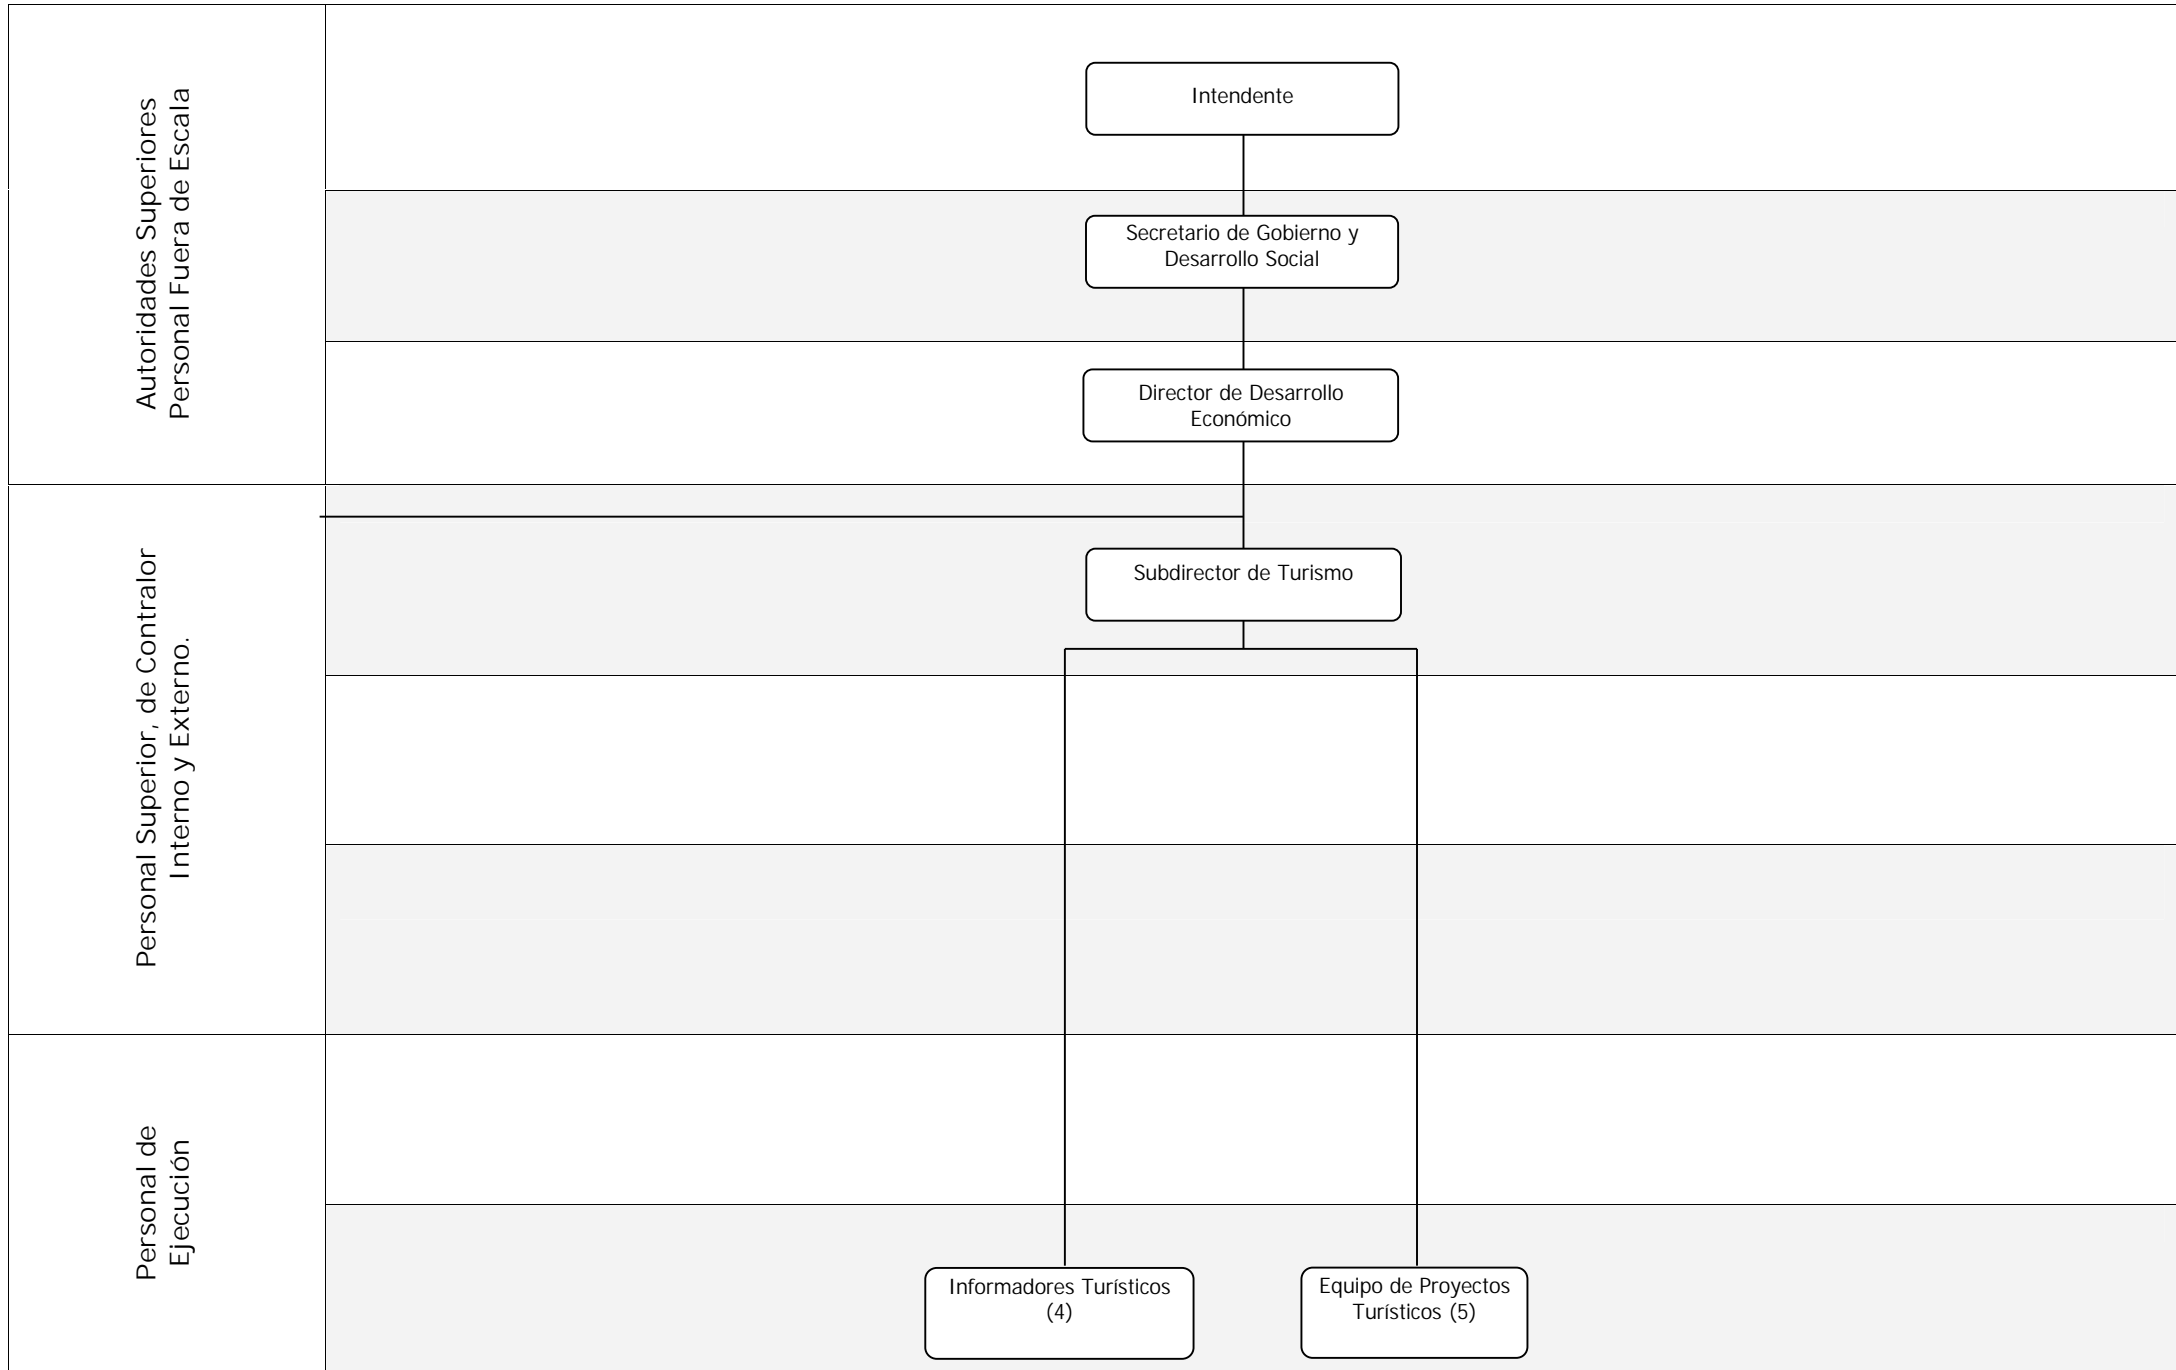 Autoridades Superiores
Personal Fuera de Escala
Intendente
Secretario de Gobierno y
Desarrollo Social
Director de Desarrollo
Económico
Personal Superior, de Contralor
Interno y Externo.
Subdirector de Turismo
Personal de
Ejecución
Informadores Turísticos
(4)
Equipo de Proyectos
Turísticos (5)